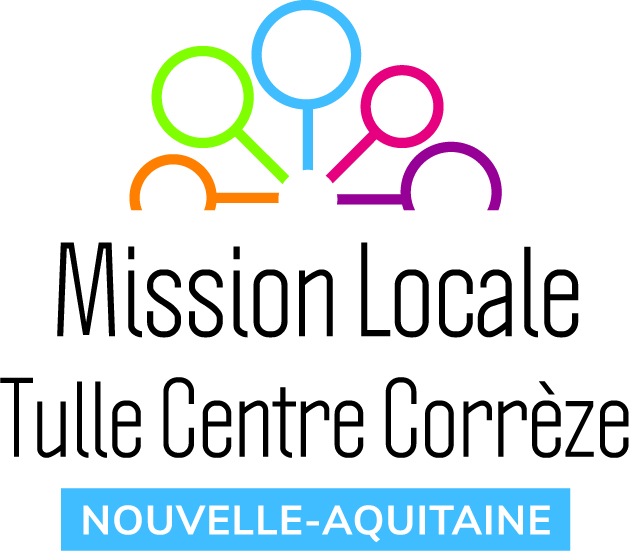 Mission Locale
Tulle Centre Corrèze
NOUVELLE-AQUITAINE